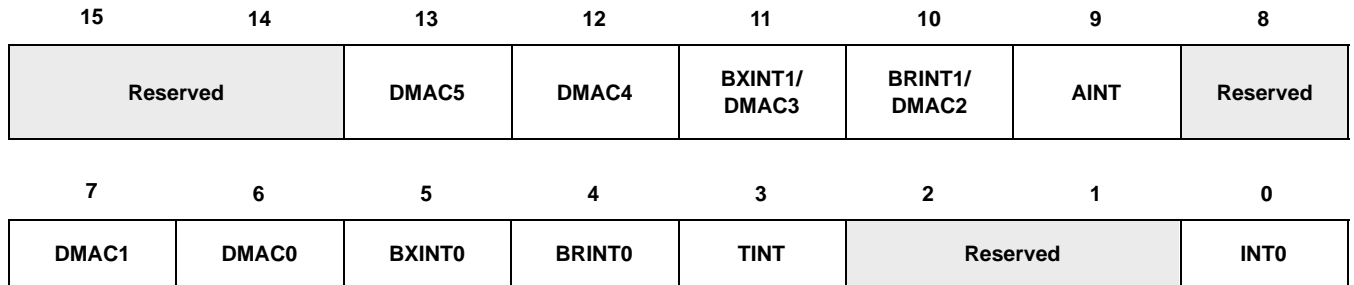 15 14 13 12 11 10 9 8
Reserved DMAC5 DMAC4 BXINT1/ DMAC3 BRINT1/ DMAC2 AINT Reserved
7 6 5 4 3 2 1 0
DMAC1 DMAC0 BXINT0 BRINT0 TINT Reserved INT0